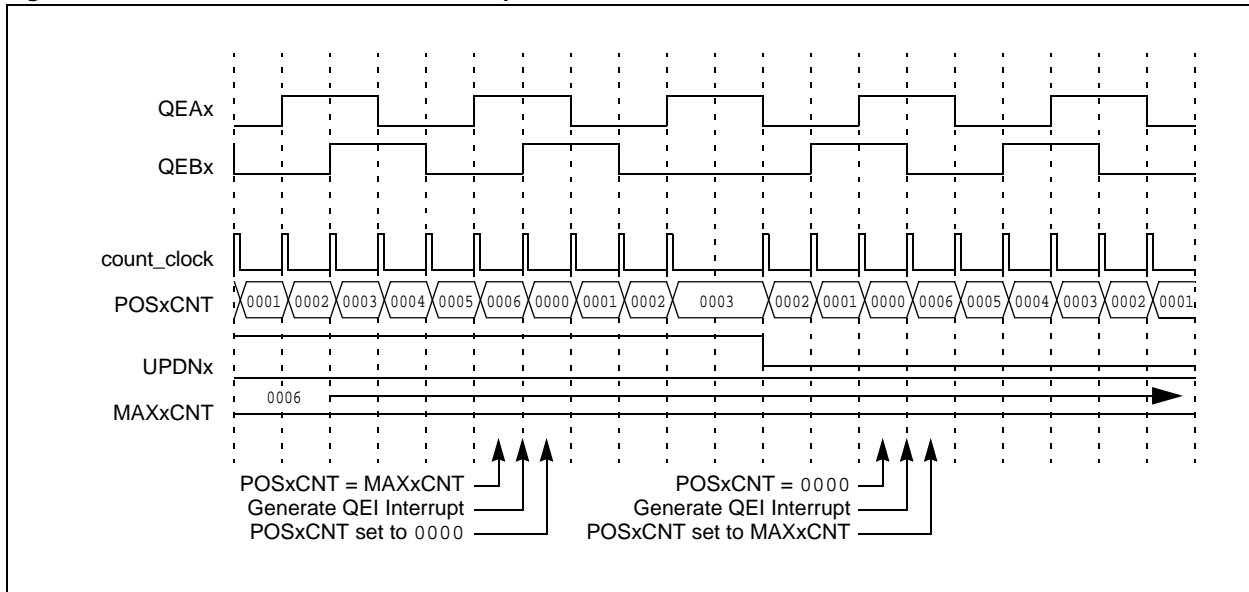 QEAx
QEBx
count_clock
POSxCNT 0001 0002 0003 0004 0005 0006 0000 0001 0002 0003 0002 0001 0000 0006 0005 0004 0003 0002 0001
UPDNx
0006
MAXxCNT
POSxCNT = MAXxCNT POSxCNT = 0000
Generate QEI Interrupt Generate QEI Interrupt
POSxCNT set to 0000 POSxCNT set to MAXxCNT